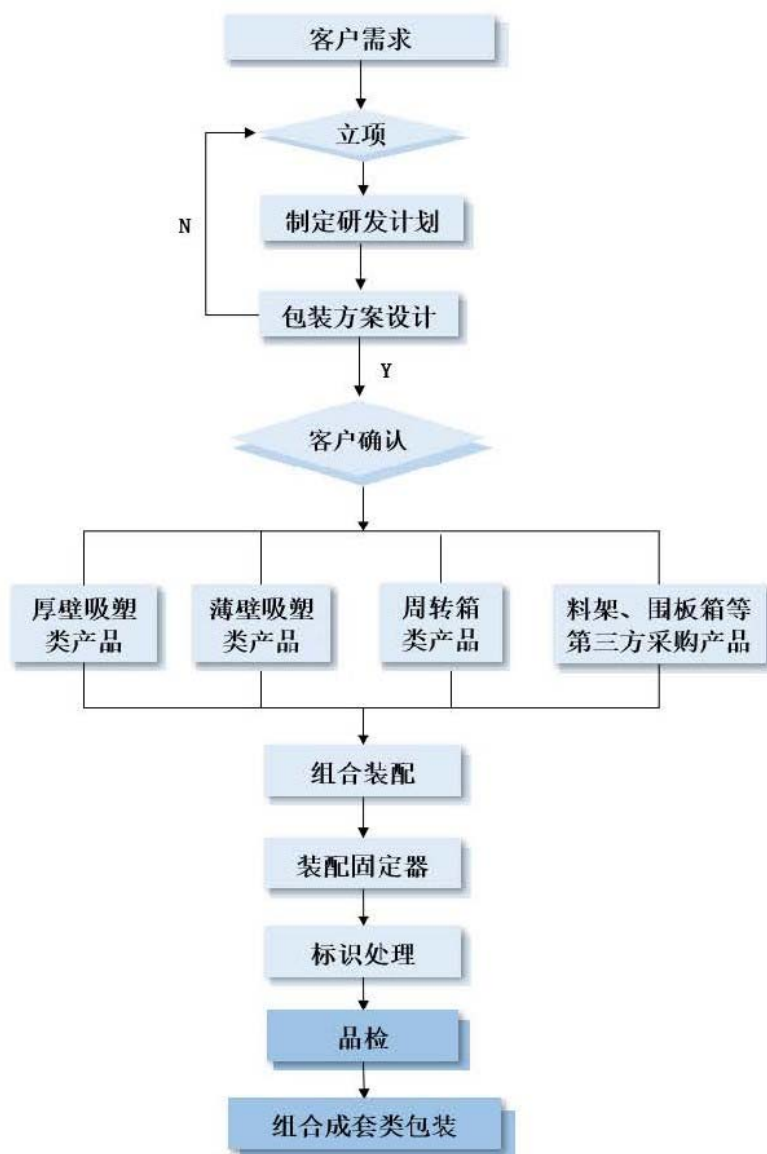 客户需求
立项
N
制定研发计划
包装方案设计
Y
客户确认
厚壁吸塑
类产品
薄壁吸塑
类产品
周转箱
类产品
料架、围板箱等
第三方采购产品
组合装配
装配固定器
标识处理
品检
组合成套类包装